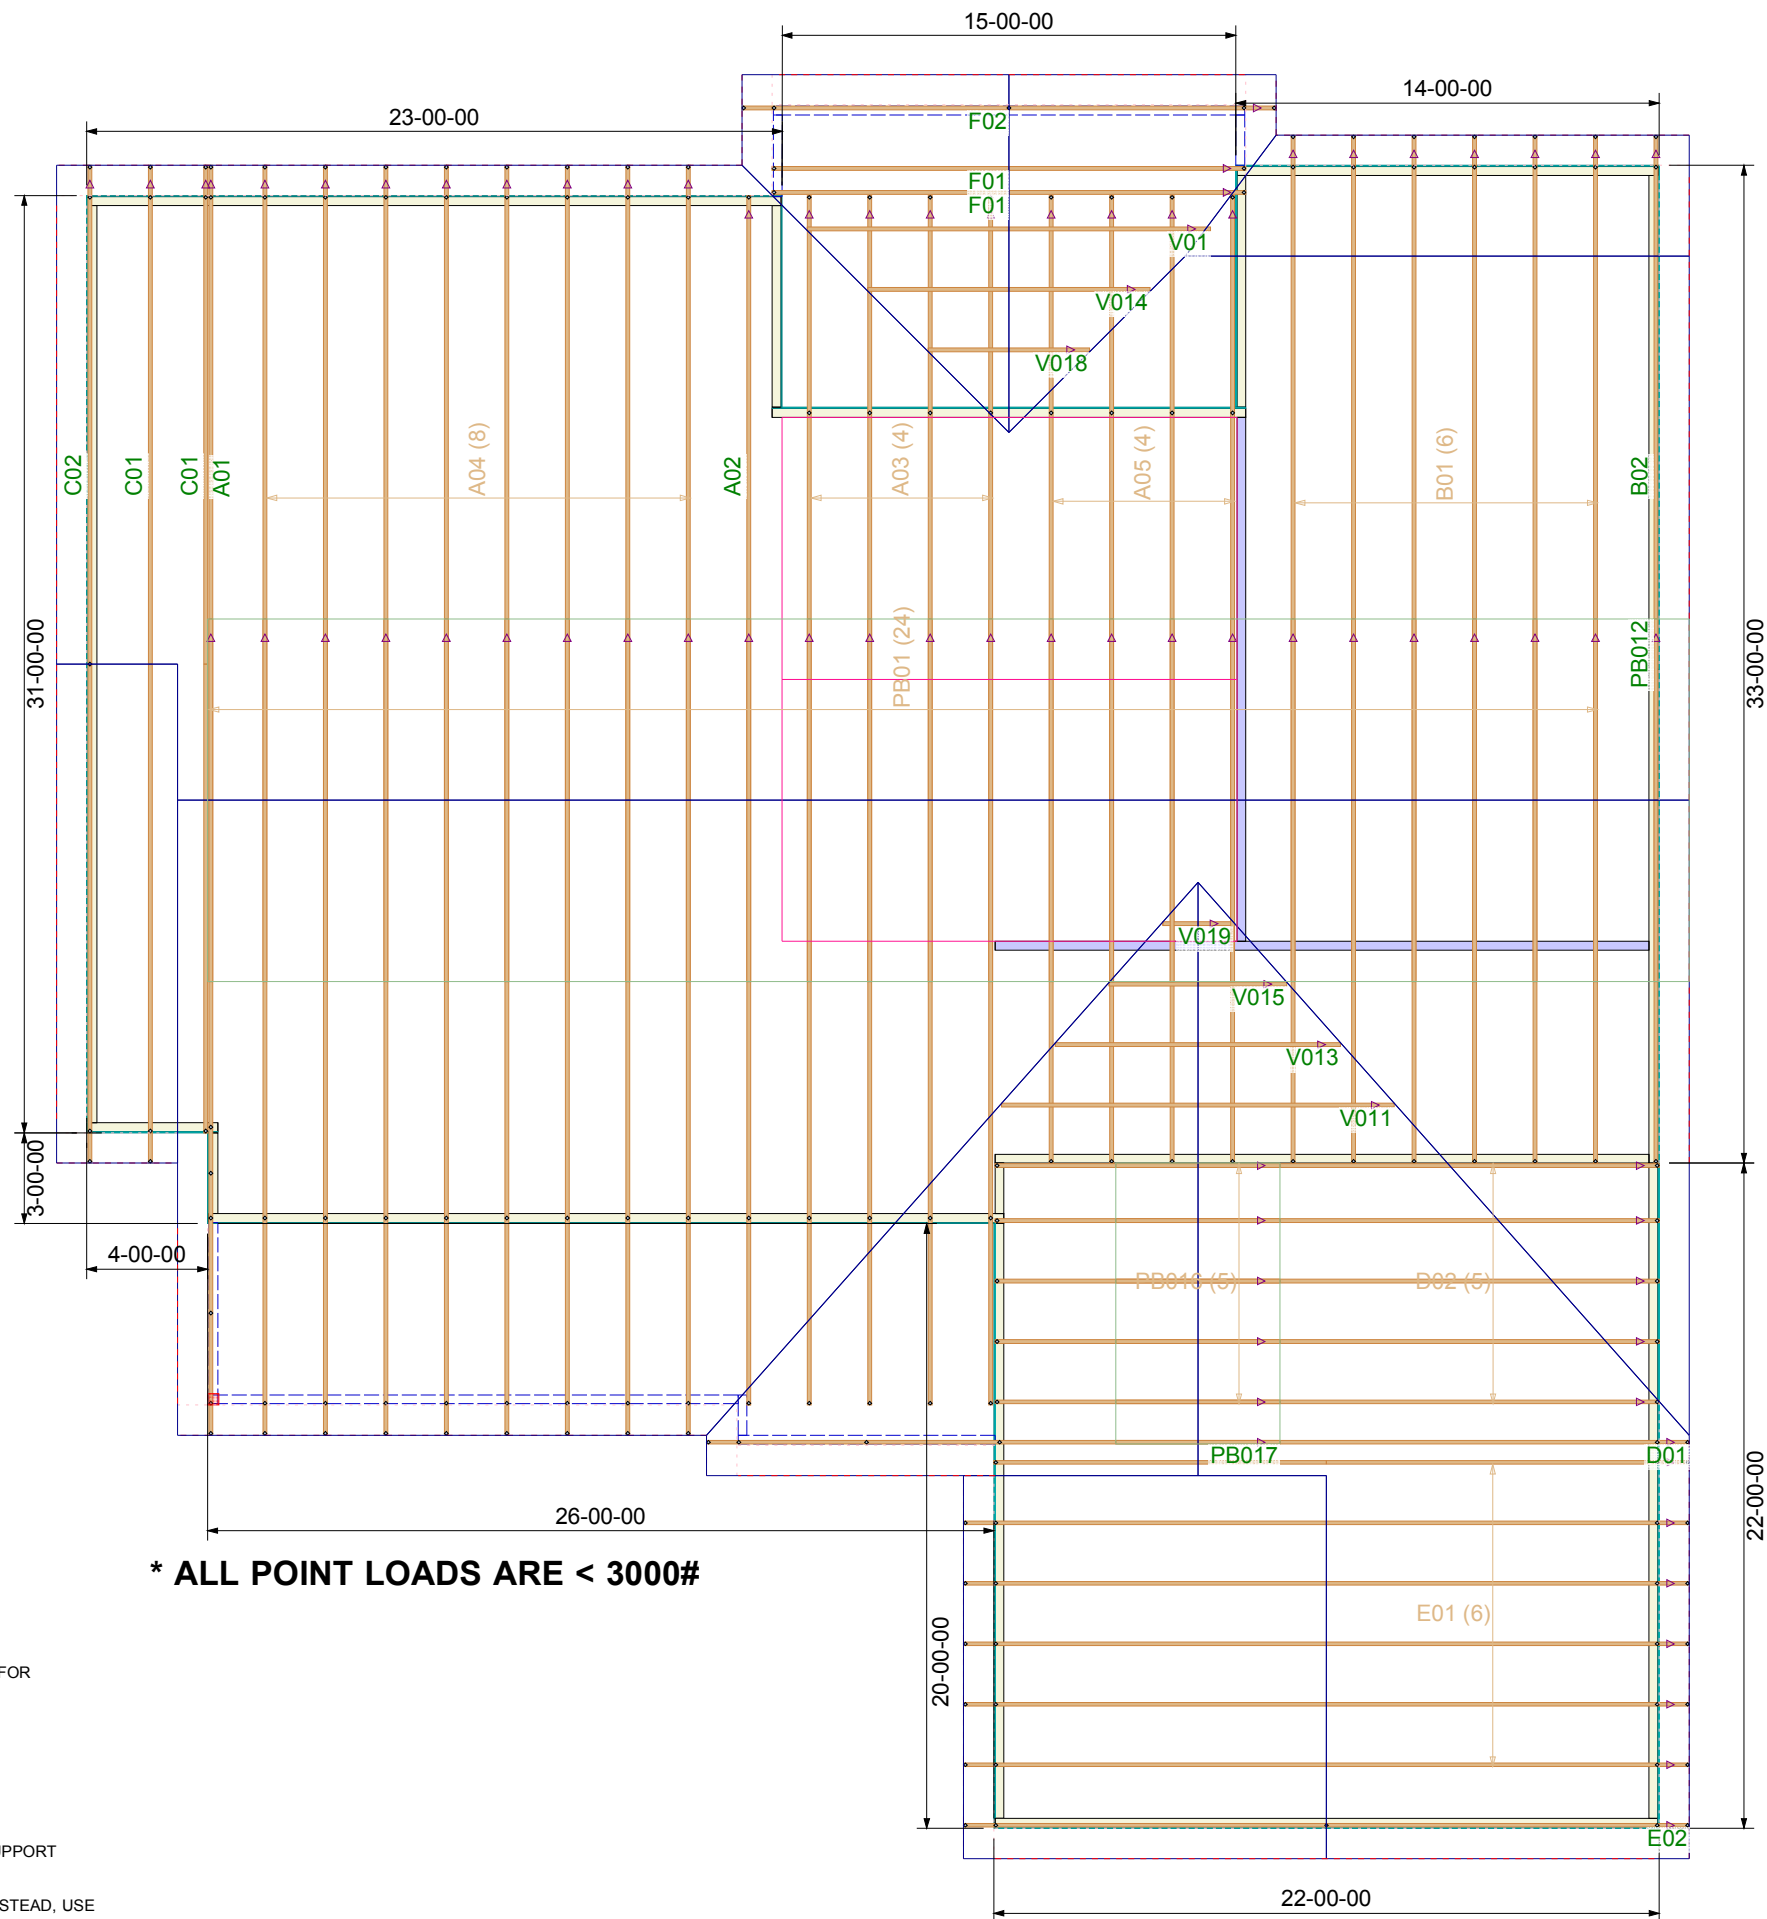 15-00-00
14-00-00
23-00-00
F02
F01
F01
V01
V014
V018
C02
C01
C01
A01
A04 (8)
A02
A03 (4)
A05 (4)
B01 (6)
B02
PB01 (24)
PB012
31-00-00
33-00-00
V019
V015
V013
V011
3-00-00
4-00-00
D02 (5)
PB017
D01
22-00-00
26-00-00
* ALL POINT LOADS ARE < 3000#
E01 (6)
20-00-00
FOR
E02
UPPORT
STEAD, USE
22-00-00